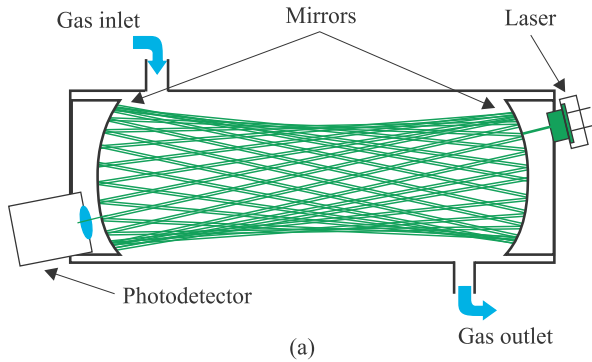 Mirrors
Laser
Gas inlet
Photodetector
Gas outlet
(a)